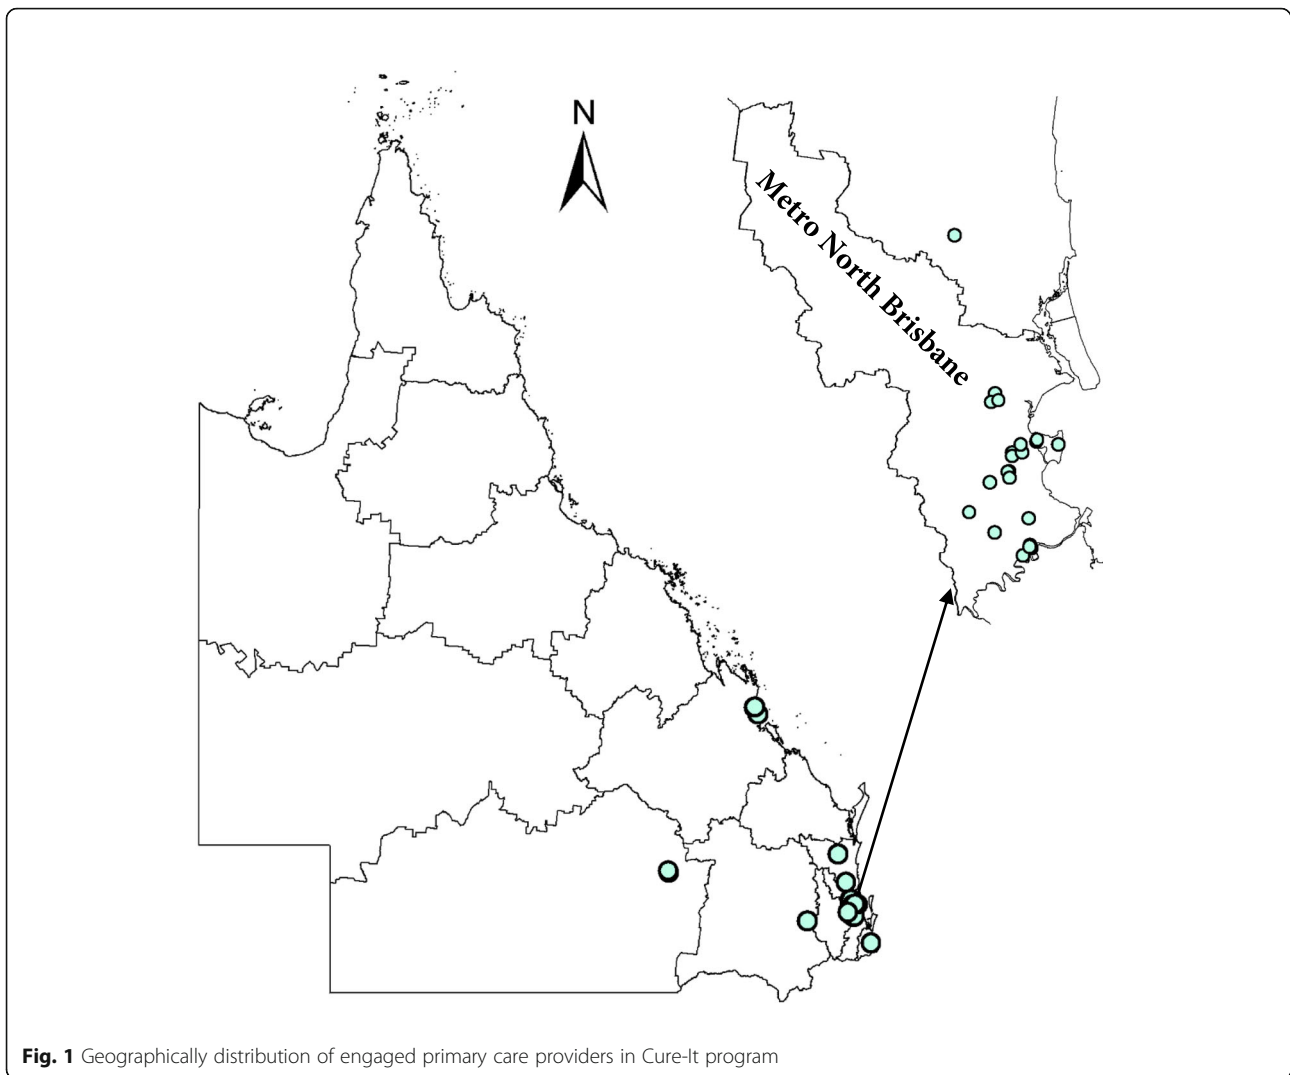 N
Metro North Brisbane
Fig. 1 Geographically distribution of engaged primary care providers in Cure-It program